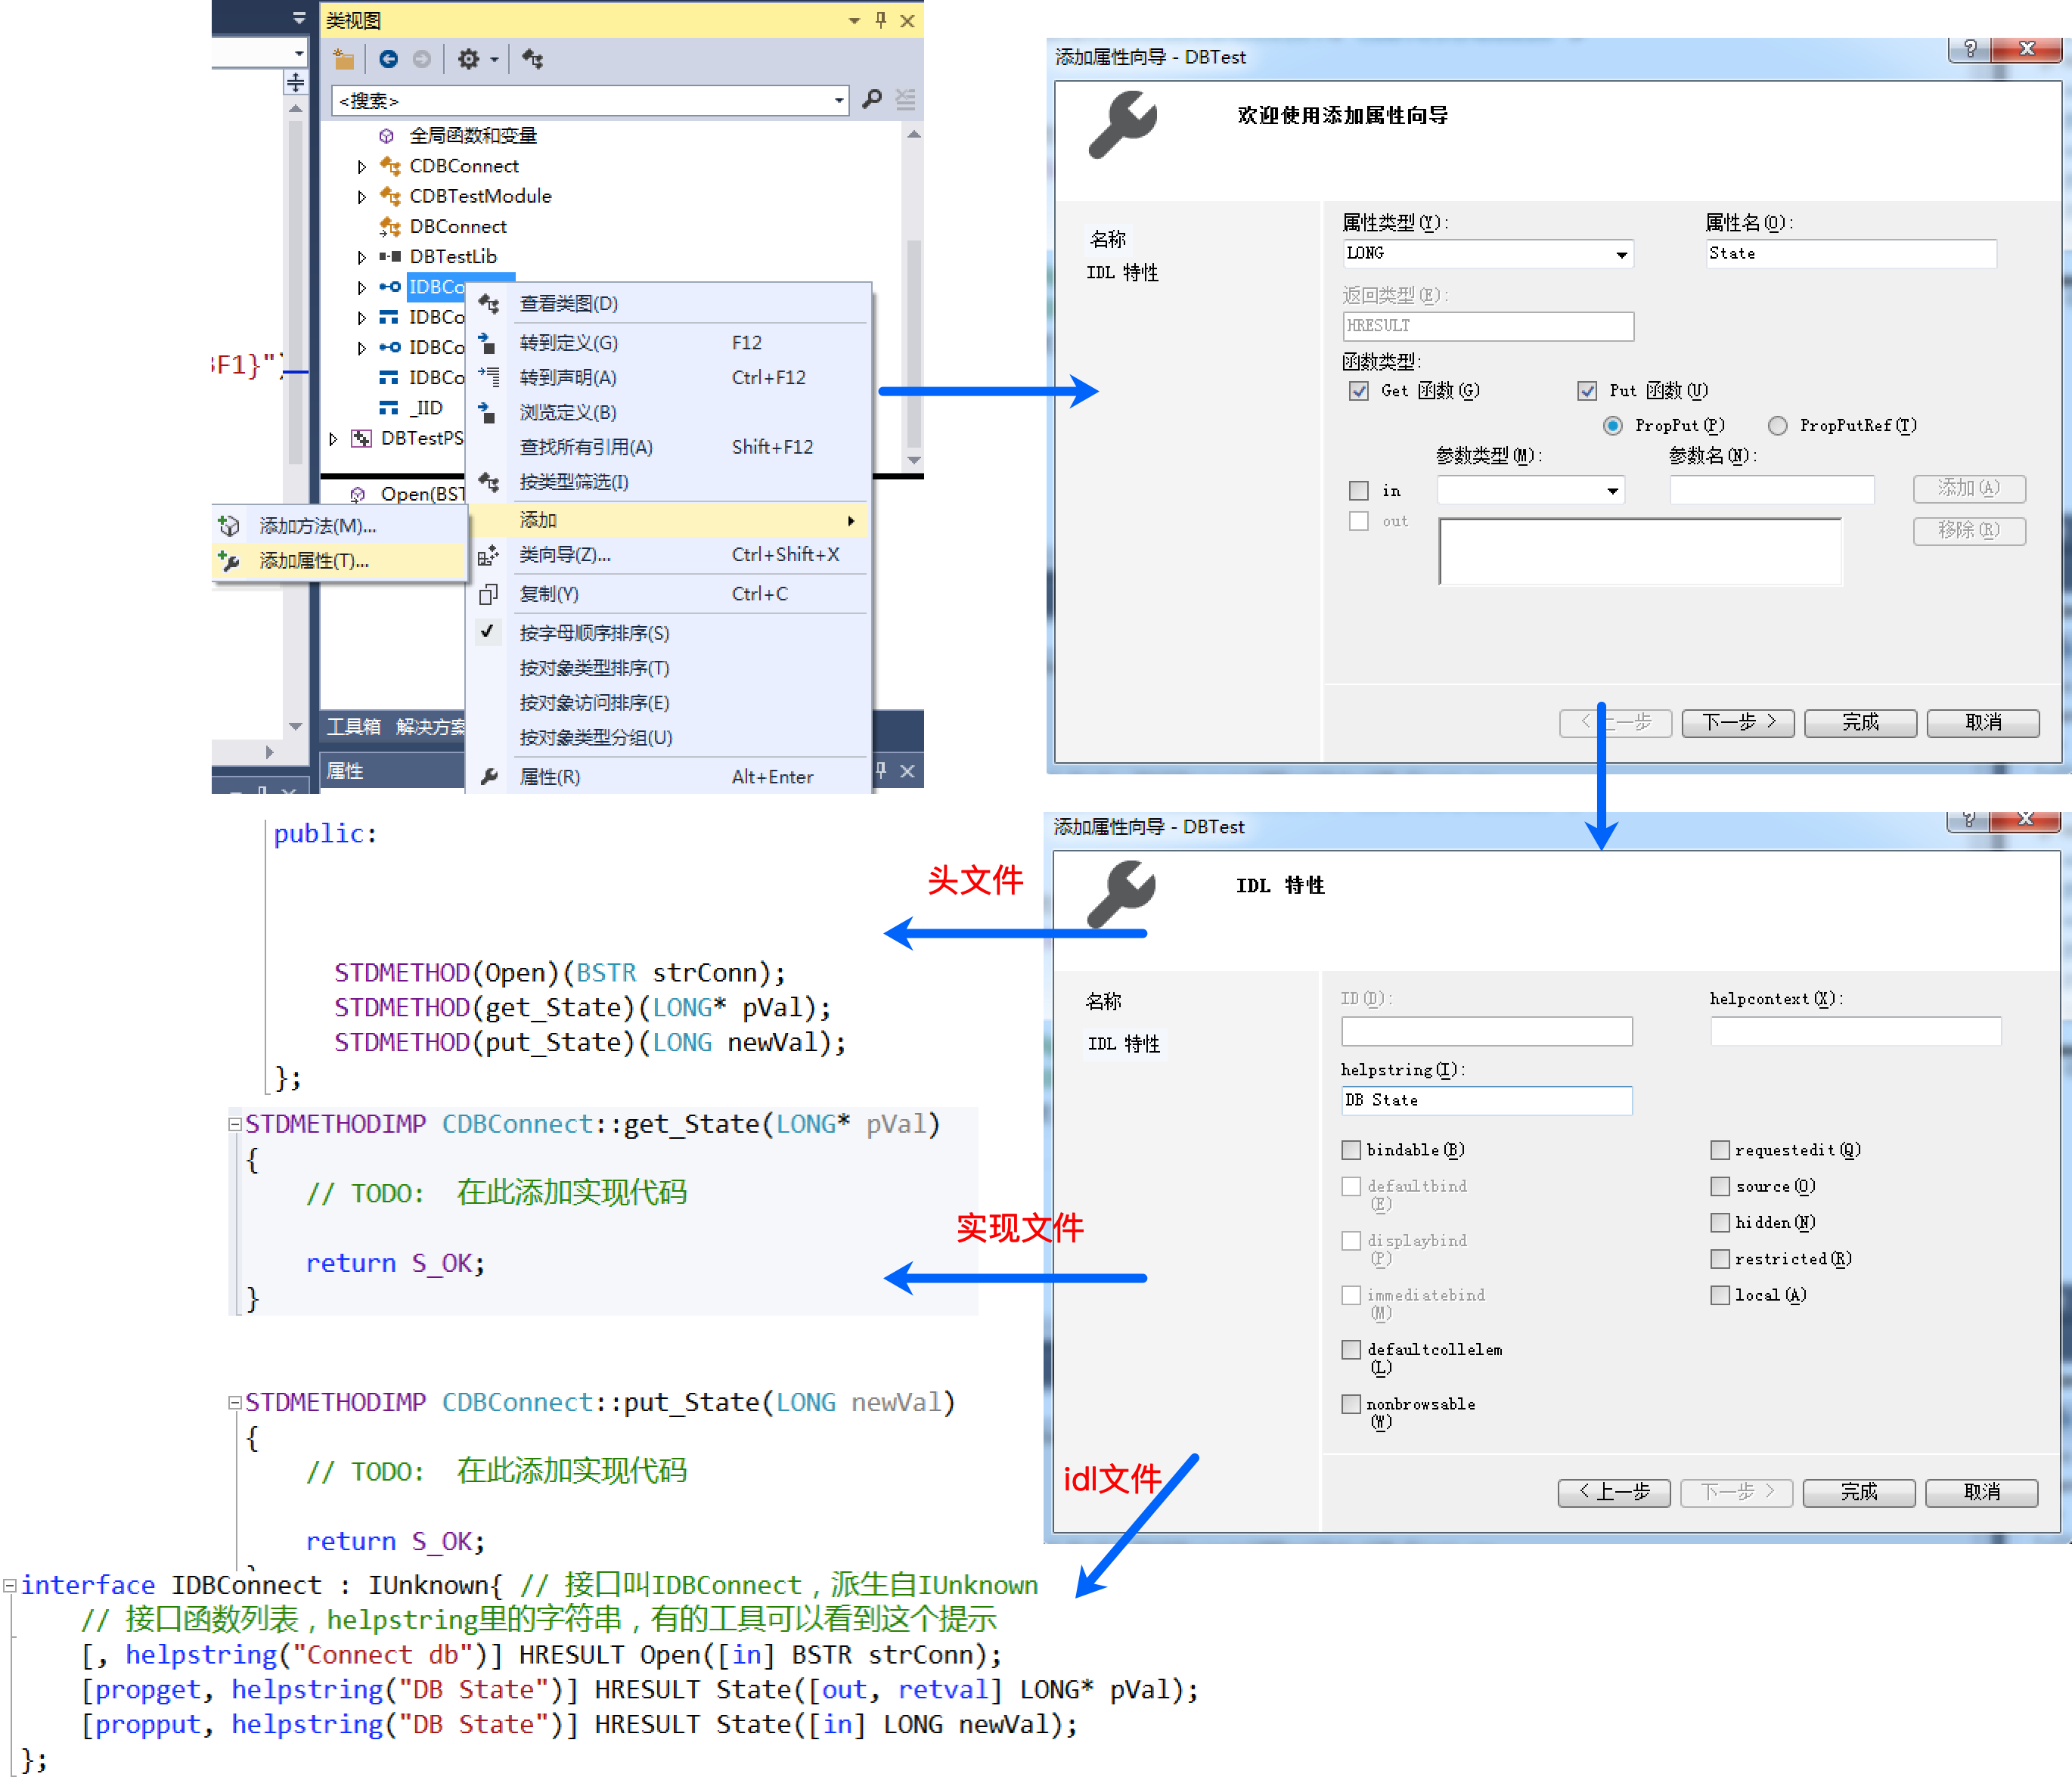 类视图
<搜索>
全局函数和变量
CDBConnect
CDBTestModule
DBConnect
DBTestLib
IDBCo
IDBCo
IDBCo
IDBCo
_IID
DBTestPS
Open(BST
F1}")
查看类图(D)
转到定义(G) F12
转到声明(A) Ctrl+F12
浏览定义(B)
查找所有引用(A) Shift+F12
按类型筛选(I)
添加
类向导(Z)... Ctrl+Shift+X
复制(Y) Ctrl+C
按字母顺序排序(S)
按对象类型排序(T)
按对象访问排序(E)
按对象类型分组(U)
属性(R) Alt+Enter
添加方法(M)...
添加属性(T)...
工具箱 解决方案
属性
添加属性向导 - DBTest
欢迎使用添加属性向导
名称
IDL 特性
属性类型(Y): 属性名(O):
LONG State
返回类型(E):
HRESULT
函数类型:
Get 函数(G) Put 函数(U)
PropPut(P) PropPutRef(T)
参数类型(M): 参数名(N):
in 添加(A)
out 移除(R)
< 上一步 下一步 > 完成 取消
添加属性向导 - DBTest
IDL 特性
名称
IDL 特性
ID(D): helpcontext(X):
helpstring(I):
DB State
bindable(B) requestedit(Q)
defaultbind
(E)
source(O)
displaybind
(P)
hidden(N)
immediatebind
(M)
restricted(R)
defaultcollelem
(L)
local(A)
nonbrowsable
(W)
< 上一步 下一步 > 完成 取消
头文件
实现文件
idl文件
public:
STDMETHOD(Open)(BSTR strConn);
STDMETHOD(get_State)(LONG* pVal);
STDMETHOD(put_State)(LONG newVal);
};
STDMETHODIMP CDBConnect::get_State(LONG* pVal)
{
// TODO: 在此添加实现代码
return S_OK;
}
STDMETHODIMP CDBConnect::put_State(LONG newVal)
{
// TODO: 在此添加实现代码
return S_OK;
interface IDBConnect : IUnknown{ // 接口叫IDBConnect，派生自IUnknown
// 接口函数列表，helpstring里的字符串，有的工具可以看到这个提示
[, helpstring("Connect db")] HRESULT Open([in] BSTR strConn);
[propget, helpstring("DB State")] HRESULT State([out, retval] LONG* pVal);
[propput, helpstring("DB State")] HRESULT State([in] LONG newVal);
};